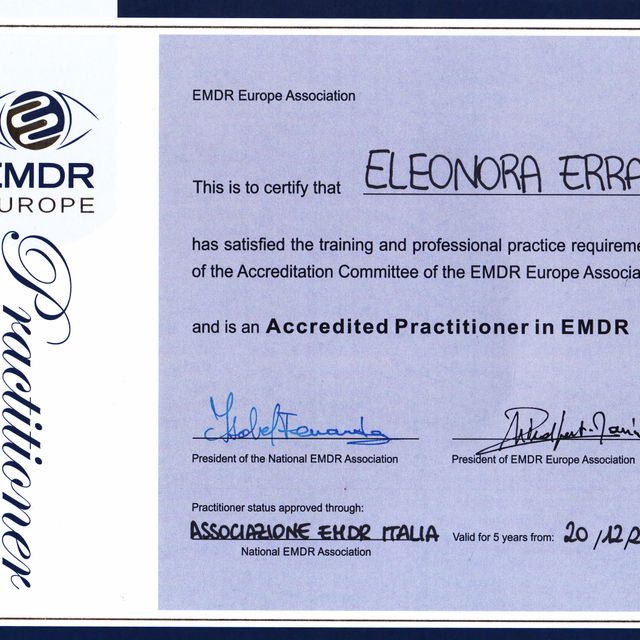 EMDR
EUROPE
Practitioner
EMDR Europe Association
This is to certify that ELEONORA ERRA
has satisfied the training and professional practice requireme
of the Accreditation Committee of the EMDR Europe Associa
and is an Accredited Practitioner in EMDR
President of the National EMDR Association
President of EMDR Europe Association
Practitioner status approved through:
ASSOCIAZIONE EMDR ITALIA
Valid for 5 years from: 20/12/2
National EMDR Association